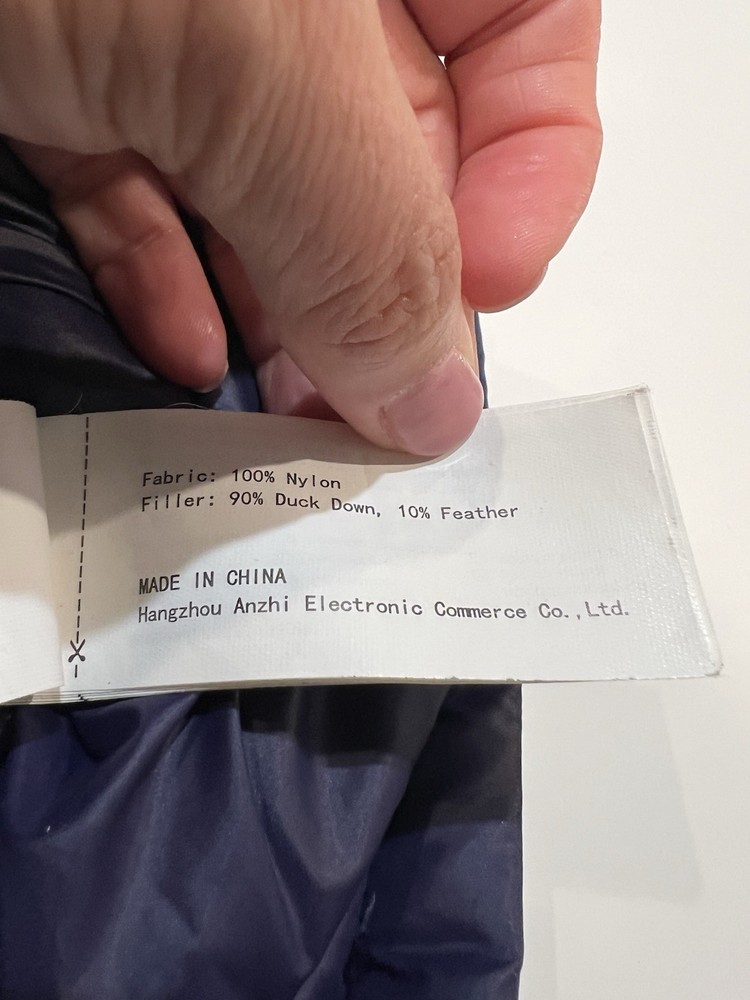 Fabric: 100% Nylon
Filler: 90% Duck Down, 10% Feather
MADE IN CHINA
Hangzhou Anzhi Electronic Commerce Co.,Ltd.